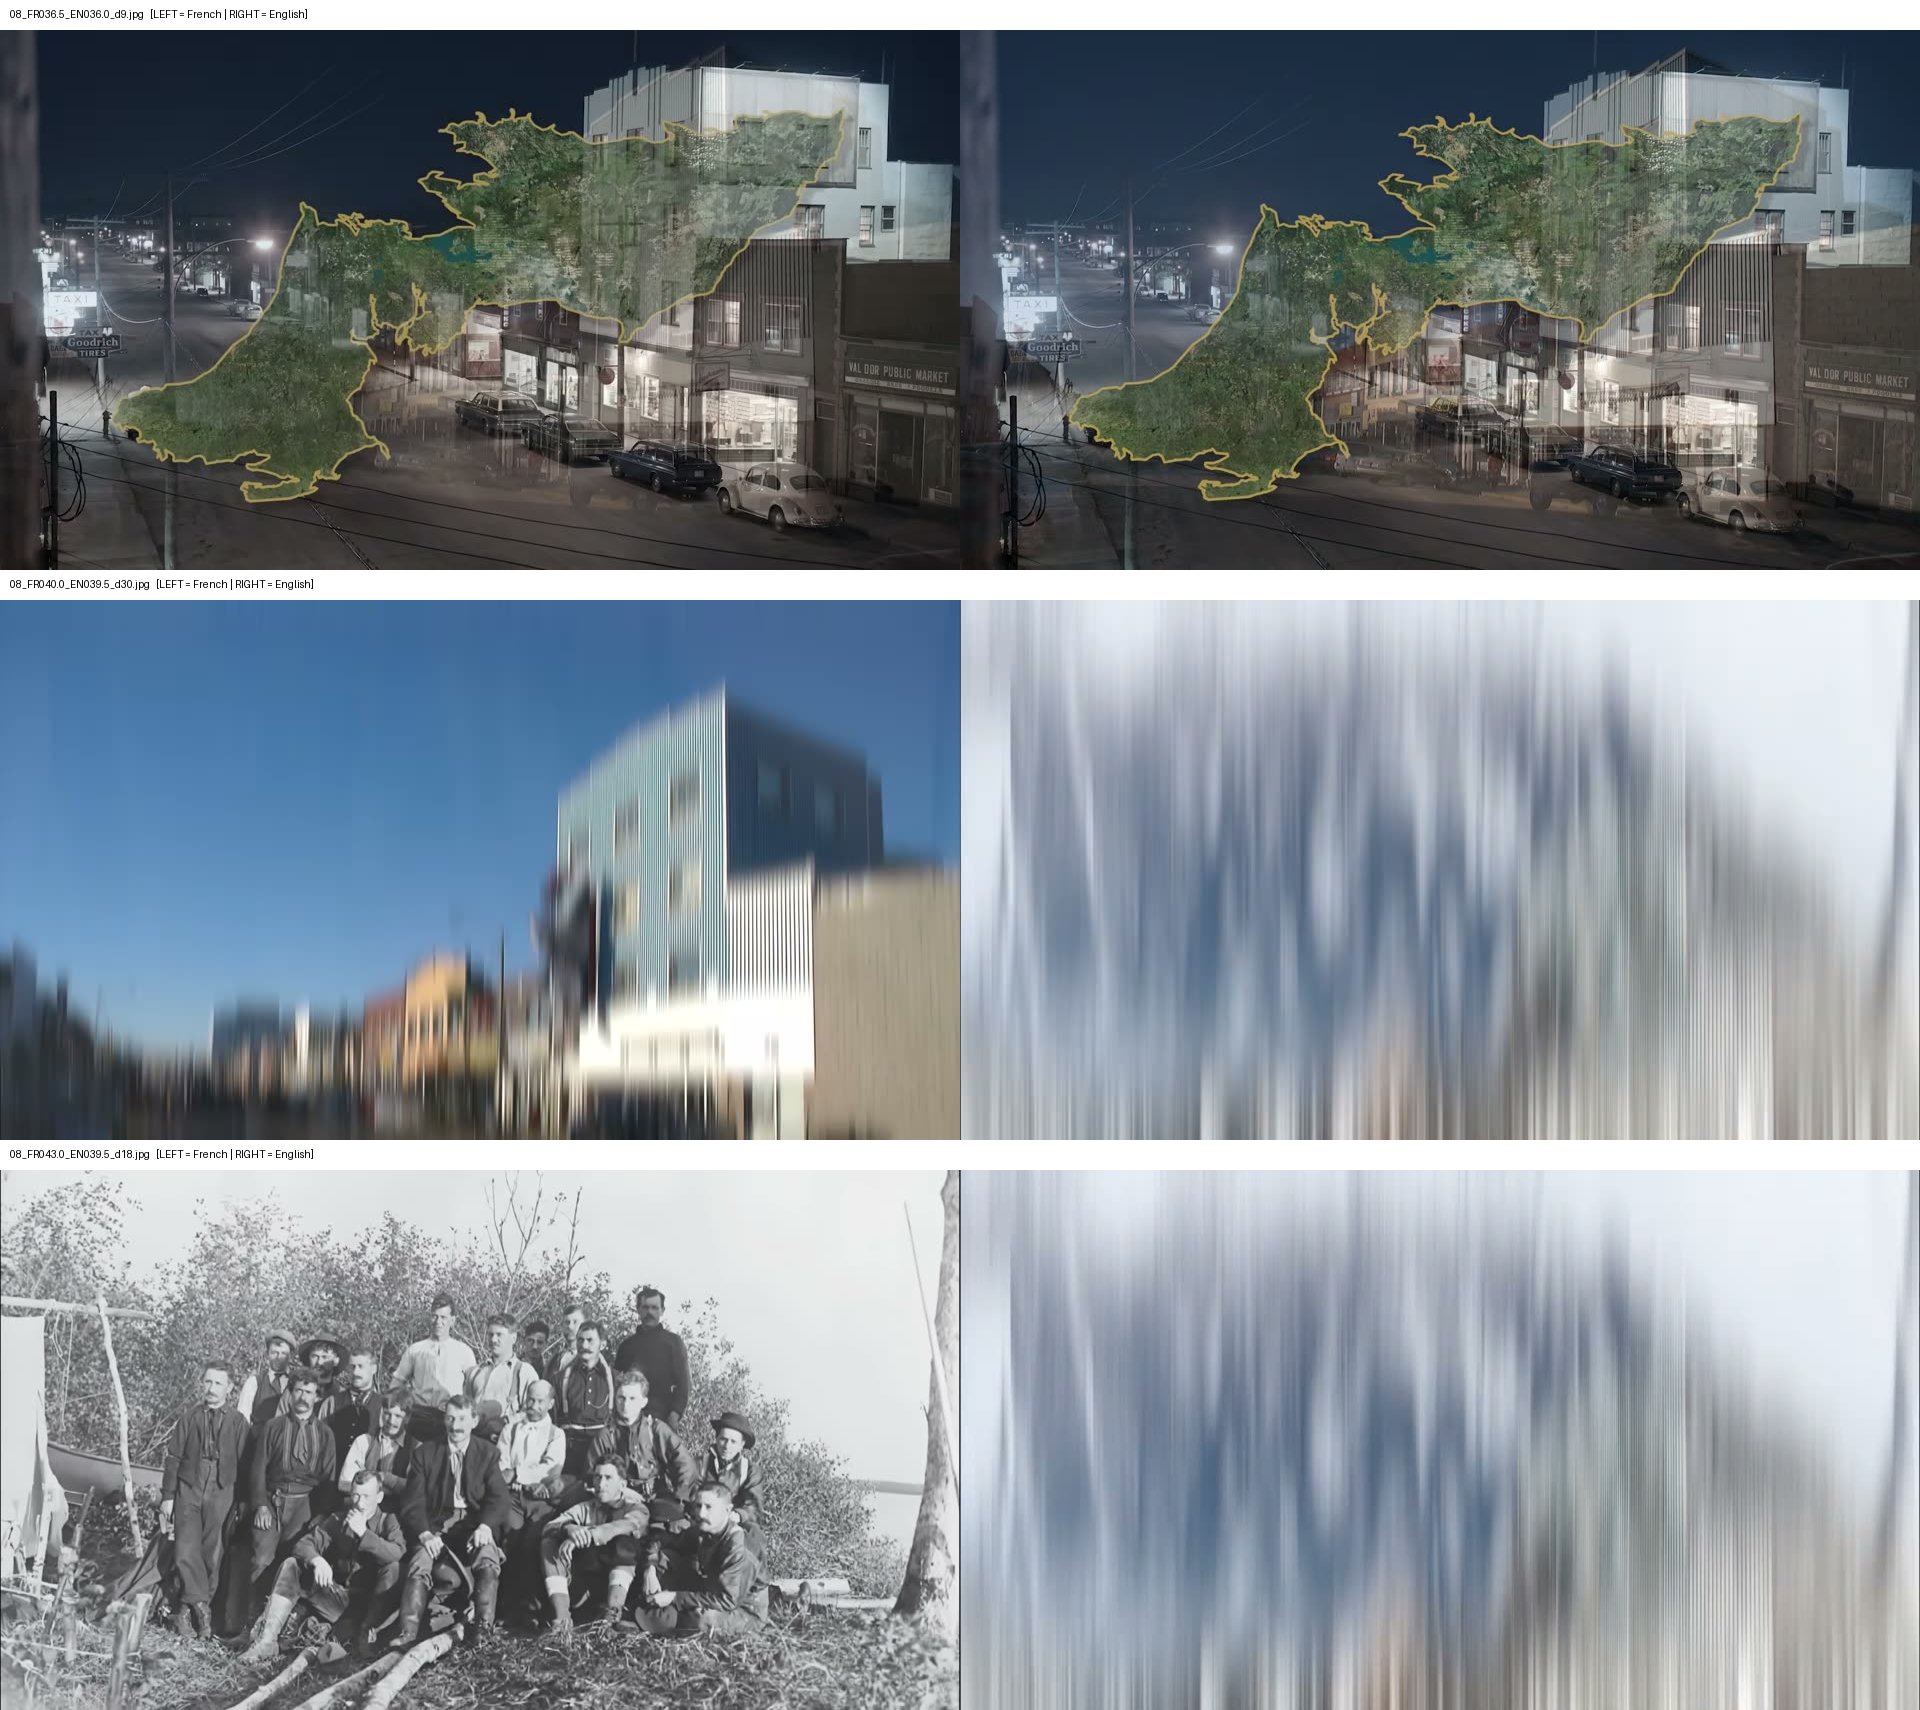 08_FR036.5_EN036.0_d9.jpg [LEFT = French | RIGHT = English]
TAXI
TAX
Goodrich
TIRES
VAL DOR PUBLIC MARKET
TAXI
TAX
Goodrich
TIRES
VAL DOR PUBLIC MARKET
08_FR040.0_EN039.5_d30.jpg [LEFT = French | RIGHT = English]
08_FR043.0_EN039.5_d18.jpg [LEFT = French | RIGHT = English]